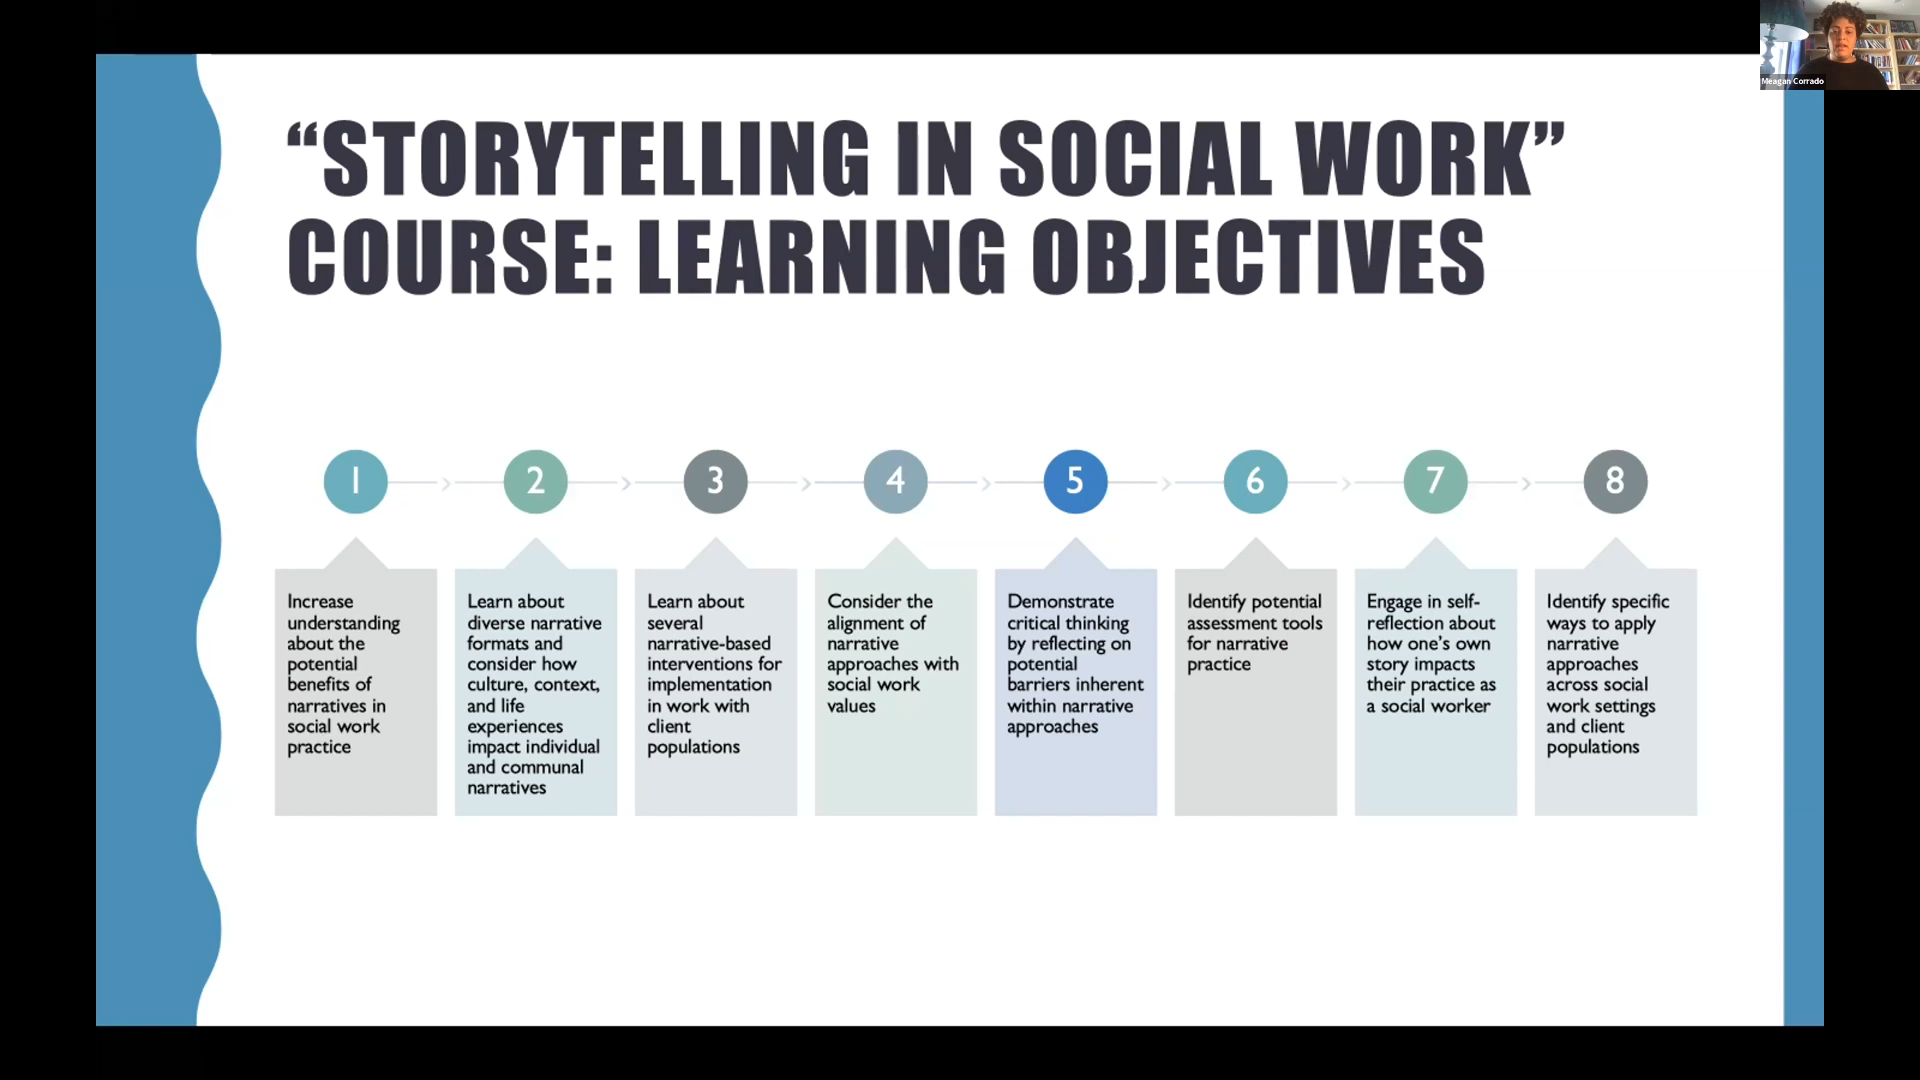 “STORYTELLING IN SOCIAL WORK”
COURSE: LEARNING OBJECTIVES
1
2
3
4
5
6
7
8
Increase
understanding
about the
potential
benefits of
narratives in
social work
practice
Learn about
diverse narrative
formats and
consider how
culture, context,
and life
experiences
impact individual
and communal
narratives
Learn about
several
narrative-based
interventions for
implementation
in work with
client
populations
Consider the
alignment of
narrative
approaches with
social work
values
Demonstrate
critical thinking
by reflecting on
potential
barriers inherent
within narrative
approaches
Identify potential
assessment tools
for narrative
practice
Engage in self-
reflection about
how one’s own
story impacts
their practice as
a social worker
Identify specific
ways to apply
narrative
approaches
across social
work settings
and client
populations
Meagan Corrado